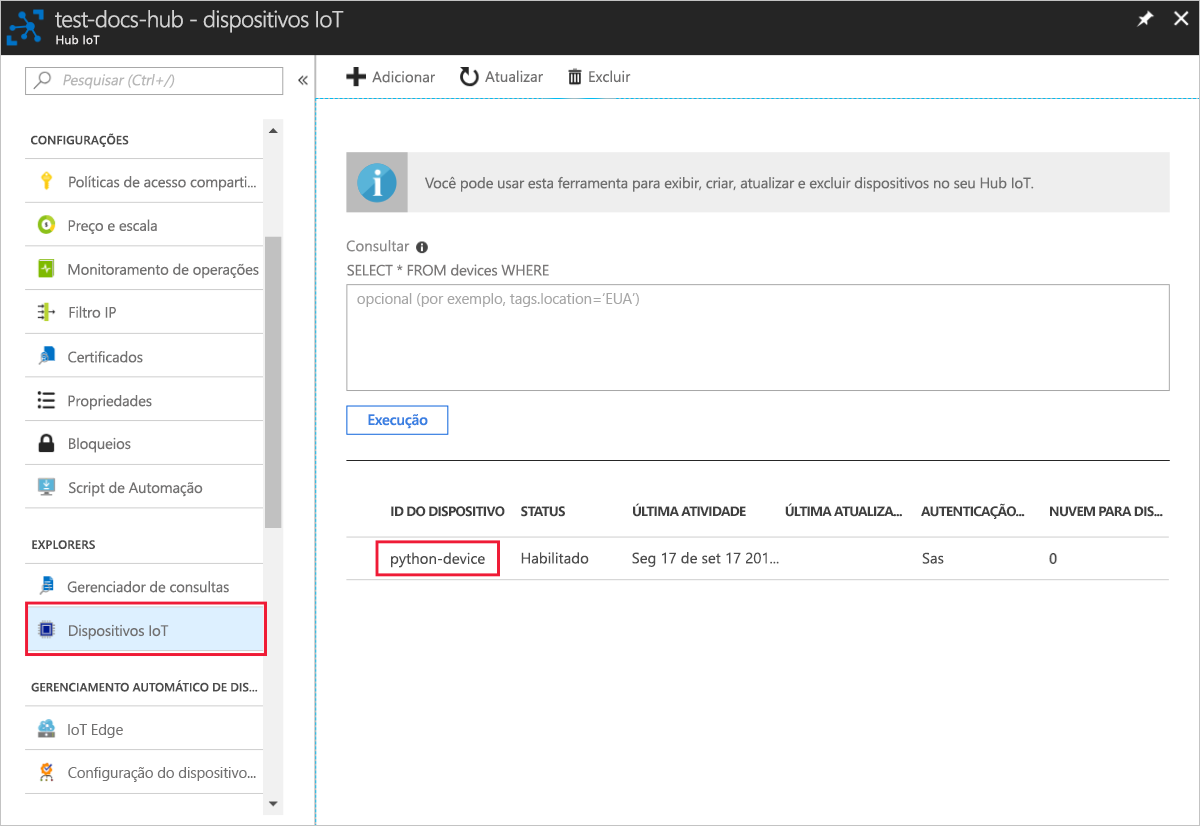 test-docs-hub - dispositivos IoT
Hub IoT
Pesquisar (Ctrl+/)
CONFIGURAÇÕES
Políticas de acesso comparti...
Preço e escala
Monitoramento de operações
Filtro IP
Certificados
Propriedades
Bloqueios
Script de Automação
EXPLORERS
Gerenciador de consultas
Dispositivos IoT
GERENCIAMENTO AUTOMÁTICO DE DIS...
IoT Edge
Configuração do dispositivo...
Adicionar Atualizar Excluir
Você pode usar esta ferramenta para exibir, criar, atualizar e excluir dispositivos no seu Hub IoT.
Consultar
SELECT * FROM devices WHERE
opcional (por exemplo, tags.location=‘EUA’)
Execução
ID DO DISPOSITIVO STATUS ÚLTIMA ATIVIDADE ÚLTIMA ATUALIZA... AUTENTICAÇÃO... NUVEM PARA DIS...
python-device Habilitado Seg 17 de set 17 201... Sas 0